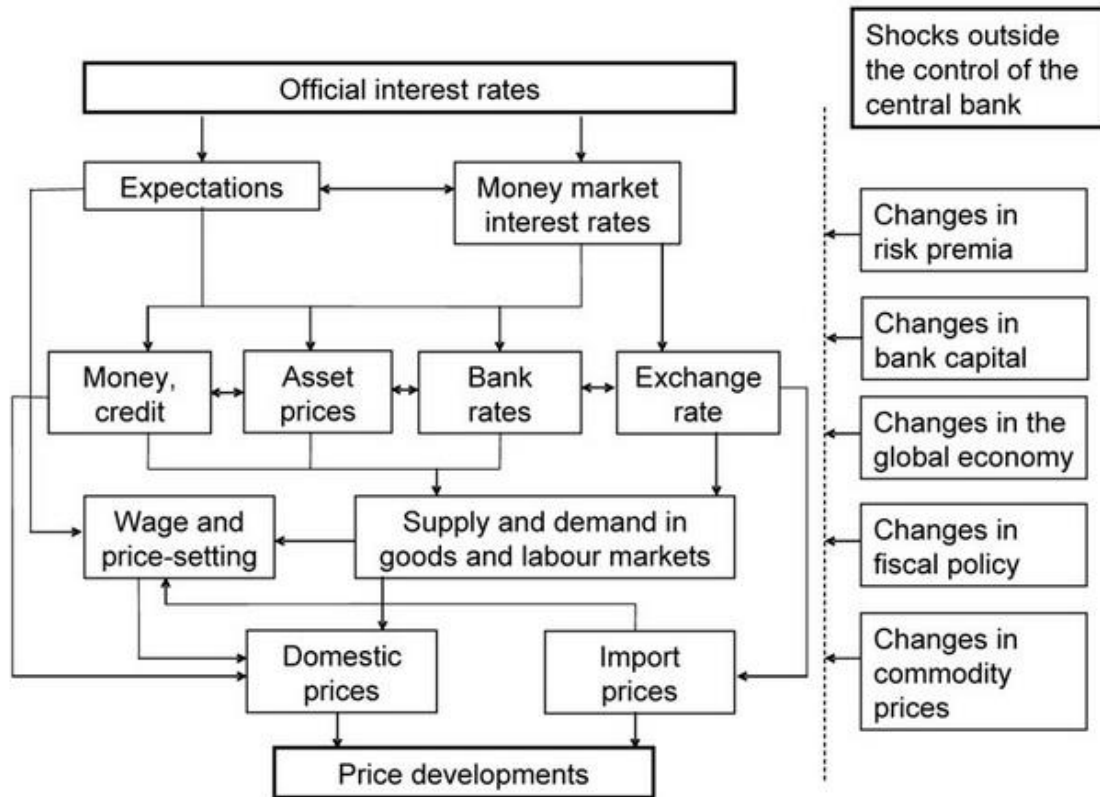 Official interest rates
Expectations
Money market
interest rates
Money,
credit
Asset
prices
Bank
rates
Exchange
rate
Wage and
price-setting
Supply and demand in
goods and labour markets
Domestic
prices
Import
prices
Price developments
Shocks outside
the control of the
central bank
Changes in
risk premia
Changes in
bank capital
Changes in the
global economy
Changes in
fiscal policy
Changes in
commodity
prices